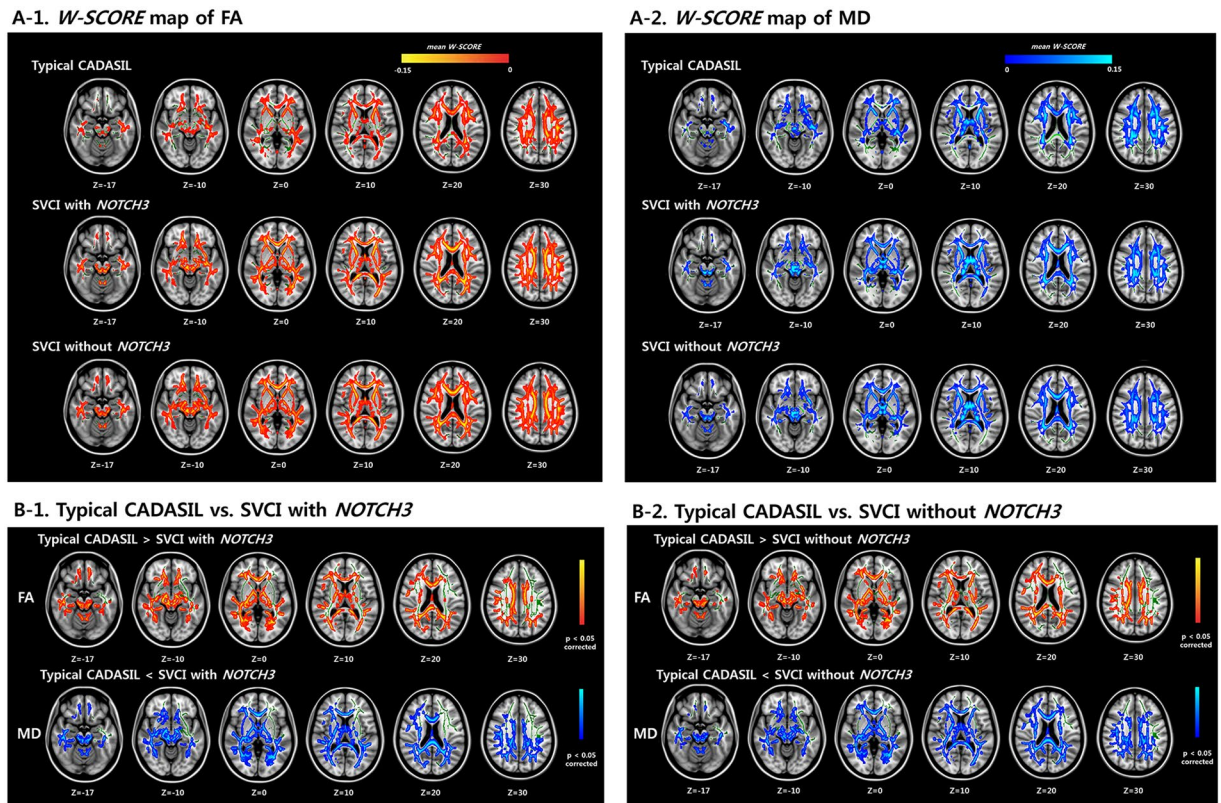 A-1. W-SCORE map of FA
mean W-SCORE
-0.15 0
Typical CADASIL
Z=-17 Z=-10 Z=0 Z=10 Z=20 Z=30
SVCI with NOTCH3
Z=-17 Z=-10 Z=0 Z=10 Z=20 Z=30
SVCI without NOTCH3
Z=-17 Z=-10 Z=0 Z=10 Z=20 Z=30
A-2. W-SCORE map of MD
mean W-SCORE
0 0.15
Typical CADASIL
Z=-17 Z=-10 Z=0 Z=10 Z=20 Z=30
SVCI with NOTCH3
Z=-17 Z=-10 Z=0 Z=10 Z=20 Z=30
SVCI without NOTCH3
Z=-17 Z=-10 Z=0 Z=10 Z=20 Z=30
B-1. Typical CADASIL vs. SVCI with NOTCH3
Typical CADASIL > SVCI with NOTCH3
FA
p < 0.05
corrected
Z=-17 Z=-10 Z=0 Z=10 Z=20 Z=30
Typical CADASIL < SVCI with NOTCH3
MD
p < 0.05
corrected
Z=-17 Z=-10 Z=0 Z=10 Z=20 Z=30
B-2. Typical CADASIL vs. SVCI without NOTCH3
Typical CADASIL > SVCI without NOTCH3
FA
p < 0.05
corrected
Z=-17 Z=-10 Z=0 Z=10 Z=20 Z=30
Typical CADASIL < SVCI without NOTCH3
MD
p < 0.05
corrected
Z=-17 Z=-10 Z=0 Z=10 Z=20 Z=30